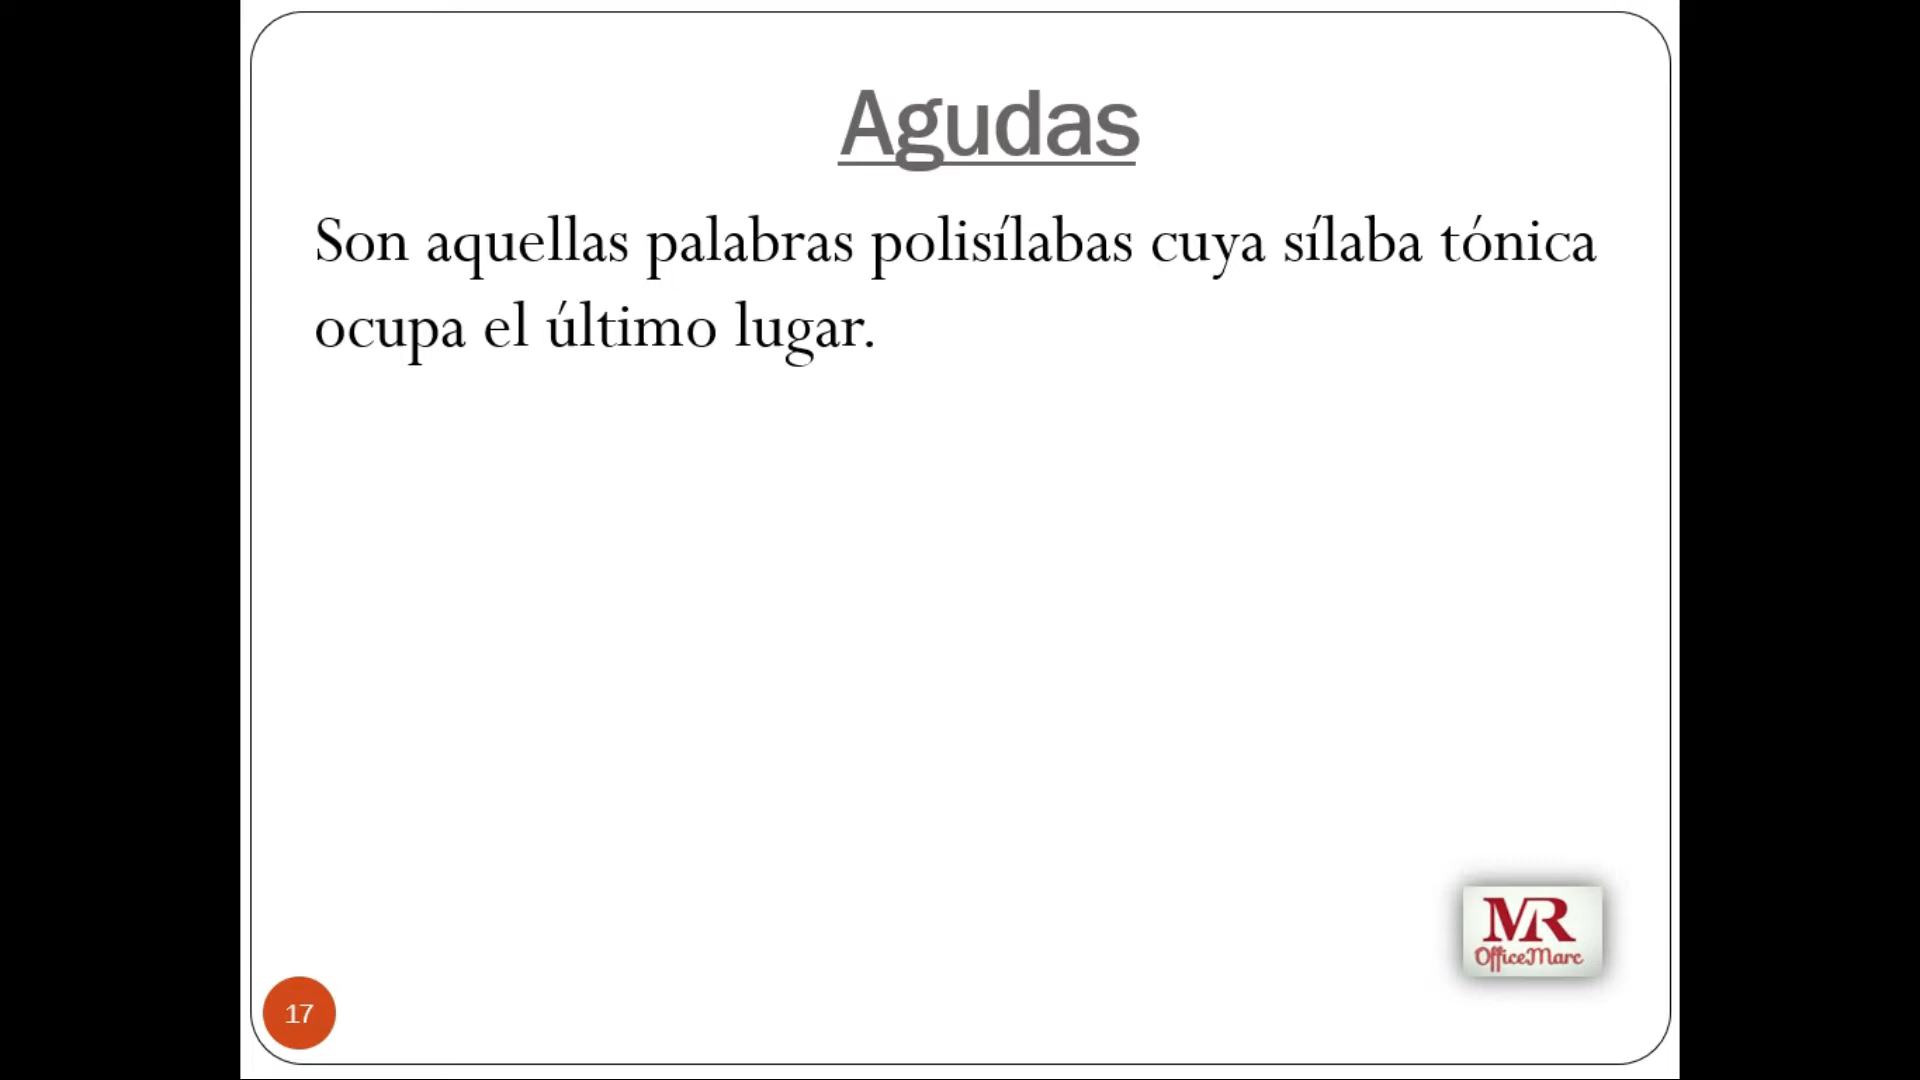 Agudas
Son aquellas palabras polisílabas cuya sílaba tónica
ocupa el último lugar.
MR
OfficeMarc
17